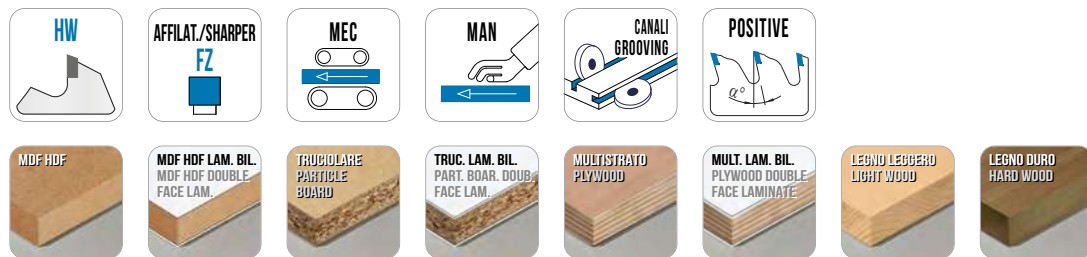 HW
AFFILAT./SHARPER
FZ
MEC
MAN
CANALI
GROOVING
POSITIVE
α°
MDF HDF
MDF HDF LAM. BIL.
MDF HDF DOUBLE
FACE LAM.
TRUCIOLARE
PARTICLE
BOARD
TRUC. LAM. BIL.
PART. BOAR. DOUB.
FACE LAM.
MULTISTRATO
PLYWOOD
MULT. LAM. BIL.
PLYWOOD DOUBLE
FACE LAMINATE
LEGNO LEGGERO
LIGHT WOOD
LEGNO DURO
HARD WOOD